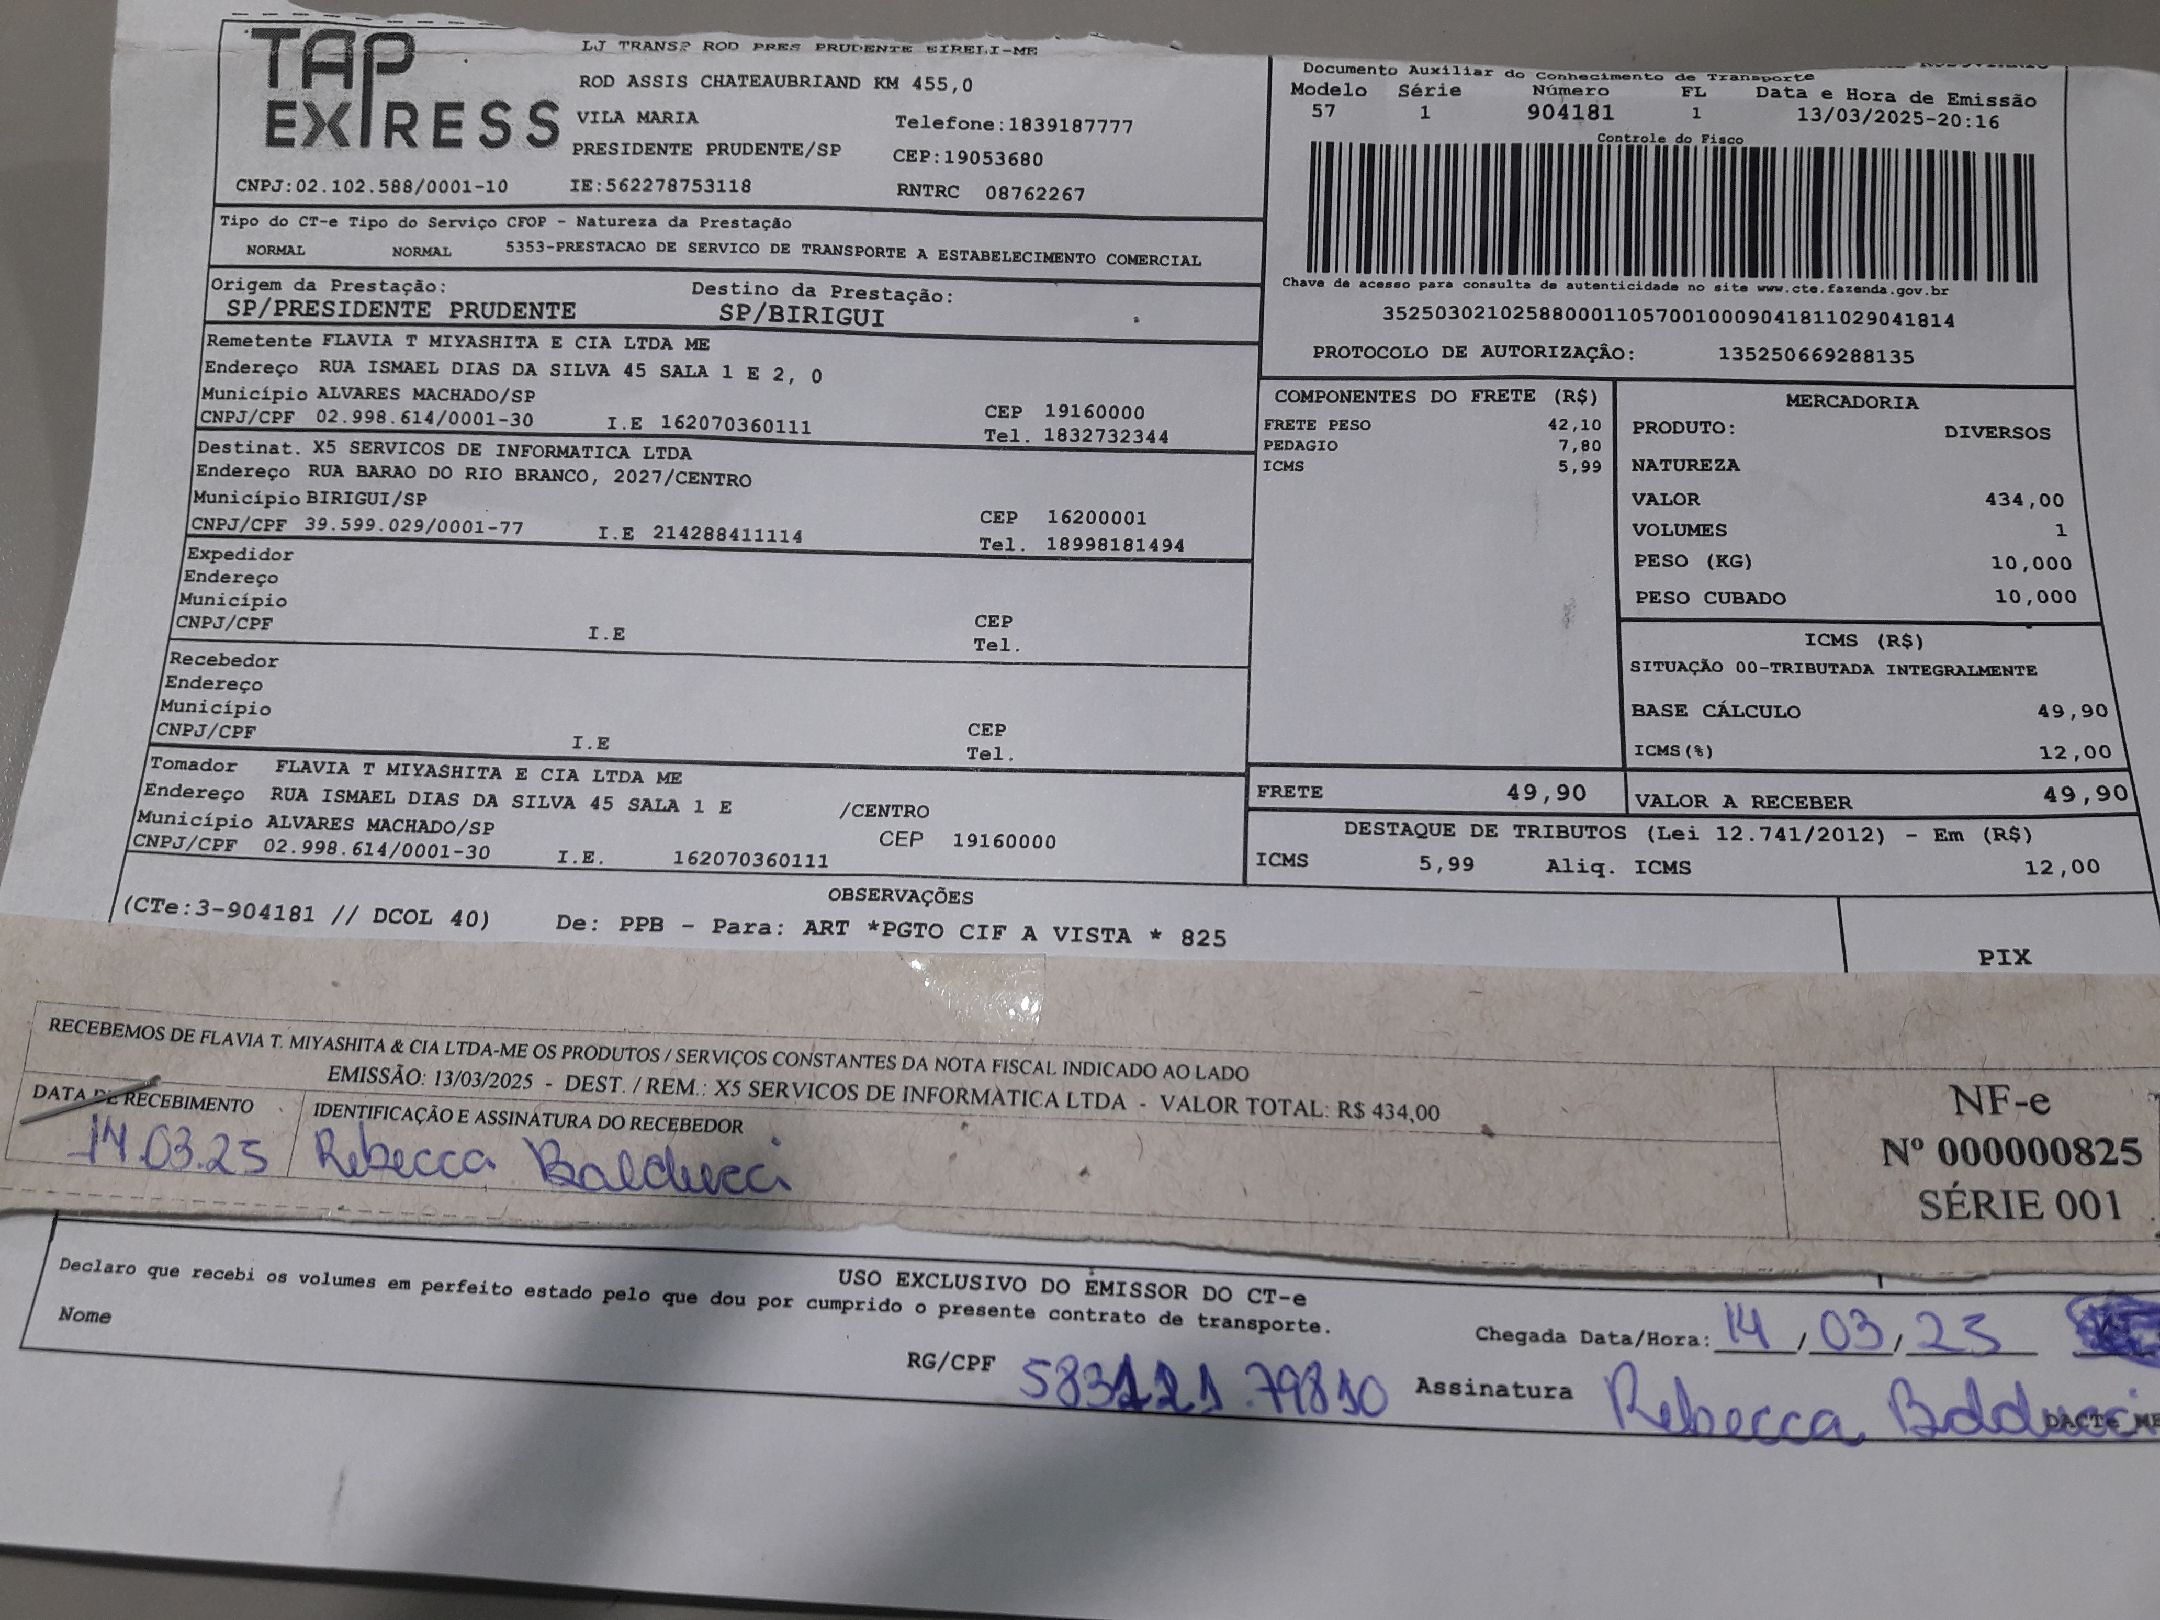 TAP EXPRESS
LJ TRANSP ROD PRES PRUDENTE EIRELI-ME
ROD ASSIS CHATEAUBRIAND KM 455,0
VILA MARIA Telefone:1839187777
PRESIDENTE PRUDENTE/SP CEP:19053680
CNPJ:02.102.588/0001-10 IE:562278753118 RNTRC 08762267
Documento Auxiliar do Conhecimento de Transporte
Modelo Série Número FL Data e Hora de Emissão
57 1 904181 1 13/03/2025-20:16
Controle do Fisco
Chave de acesso para consulta de autenticidade no site www.cte.fazenda.gov.br
35250302102588000110570010009041811029041814
PROTOCOLO DE AUTORIZAÇÃO: 135250669288135
Tipo do CT-e Tipo do Serviço CFOP - Natureza da Prestação
NORMAL NORMAL 5353-PRESTACAO DE SERVICO DE TRANSPORTE A ESTABELECIMENTO COMERCIAL
Origem da Prestação: Destino da Prestação:
SP/PRESIDENTE PRUDENTE SP/BIRIGUI
Remetente FLAVIA T MIYASHITA E CIA LTDA ME
Endereço RUA ISMAEL DIAS DA SILVA 45 SALA 1 E 2, 0
Município ALVARES MACHADO/SP CEP 19160000
CNPJ/CPF 02.998.614/0001-30 I.E 162070360111 Tel. 1832732344
Destinat. X5 SERVICOS DE INFORMATICA LTDA
Endereço RUA BARAO DO RIO BRANCO, 2027/CENTRO
Município BIRIGUI/SP CEP 16200001
CNPJ/CPF 39.599.029/0001-77 I.E 214288411114 Tel. 18998181494
Expedidor
Endereço
Município CEP
CNPJ/CPF I.E Tel.
Recebedor
Endereço
Município CEP
CNPJ/CPF I.E Tel.
Tomador FLAVIA T MIYASHITA E CIA LTDA ME
Endereço RUA ISMAEL DIAS DA SILVA 45 SALA 1 E /CENTRO
Município ALVARES MACHADO/SP CEP 19160000
CNPJ/CPF 02.998.614/0001-30 I.E. 162070360111
COMPONENTES DO FRETE (R$)
FRETE PESO 42,10
PEDAGIO 7,80
ICMS 5,99
MERCADORIA
PRODUTO: DIVERSOS
NATUREZA
VALOR 434,00
VOLUMES 1
PESO (KG) 10,000
PESO CUBADO 10,000
ICMS (R$)
SITUAÇÃO 00-TRIBUTADA INTEGRALMENTE
BASE CÁLCULO 49,90
ICMS(%) 12,00
FRETE 49,90 VALOR A RECEBER 49,90
DESTAQUE DE TRIBUTOS (Lei 12.741/2012) - Em (R$)
ICMS 5,99 Aliq. ICMS 12,00
OBSERVAÇÕES
(CTe:3-904181 // DCOL 40) De: PPB - Para: ART *PGTO CIF A VISTA * 825
PIX
RECEBEMOS DE FLAVIA T. MIYASHITA & CIA LTDA-ME OS PRODUTOS / SERVIÇOS CONSTANTES DA NOTA FISCAL INDICADO AO LADO
EMISSÃO: 13/03/2025 - DEST. / REM.: X5 SERVICOS DE INFORMATICA LTDA - VALOR TOTAL: R$ 434,00
DATA DE RECEBIMENTO IDENTIFICAÇÃO E ASSINATURA DO RECEBEDOR
14.03.25 Rebecca Balducci
NF-e
Nº 000000825
SÉRIE 001
USO EXCLUSIVO DO EMISSOR DO CT-e
Declaro que recebi os volumes em perfeito estado pelo que dou por cumprido o presente contrato de transporte.
Nome Chegada Data/Hora: 14/03/25
RG/CPF 583121.79810 Assinatura Rebecca Balducci
DACTe